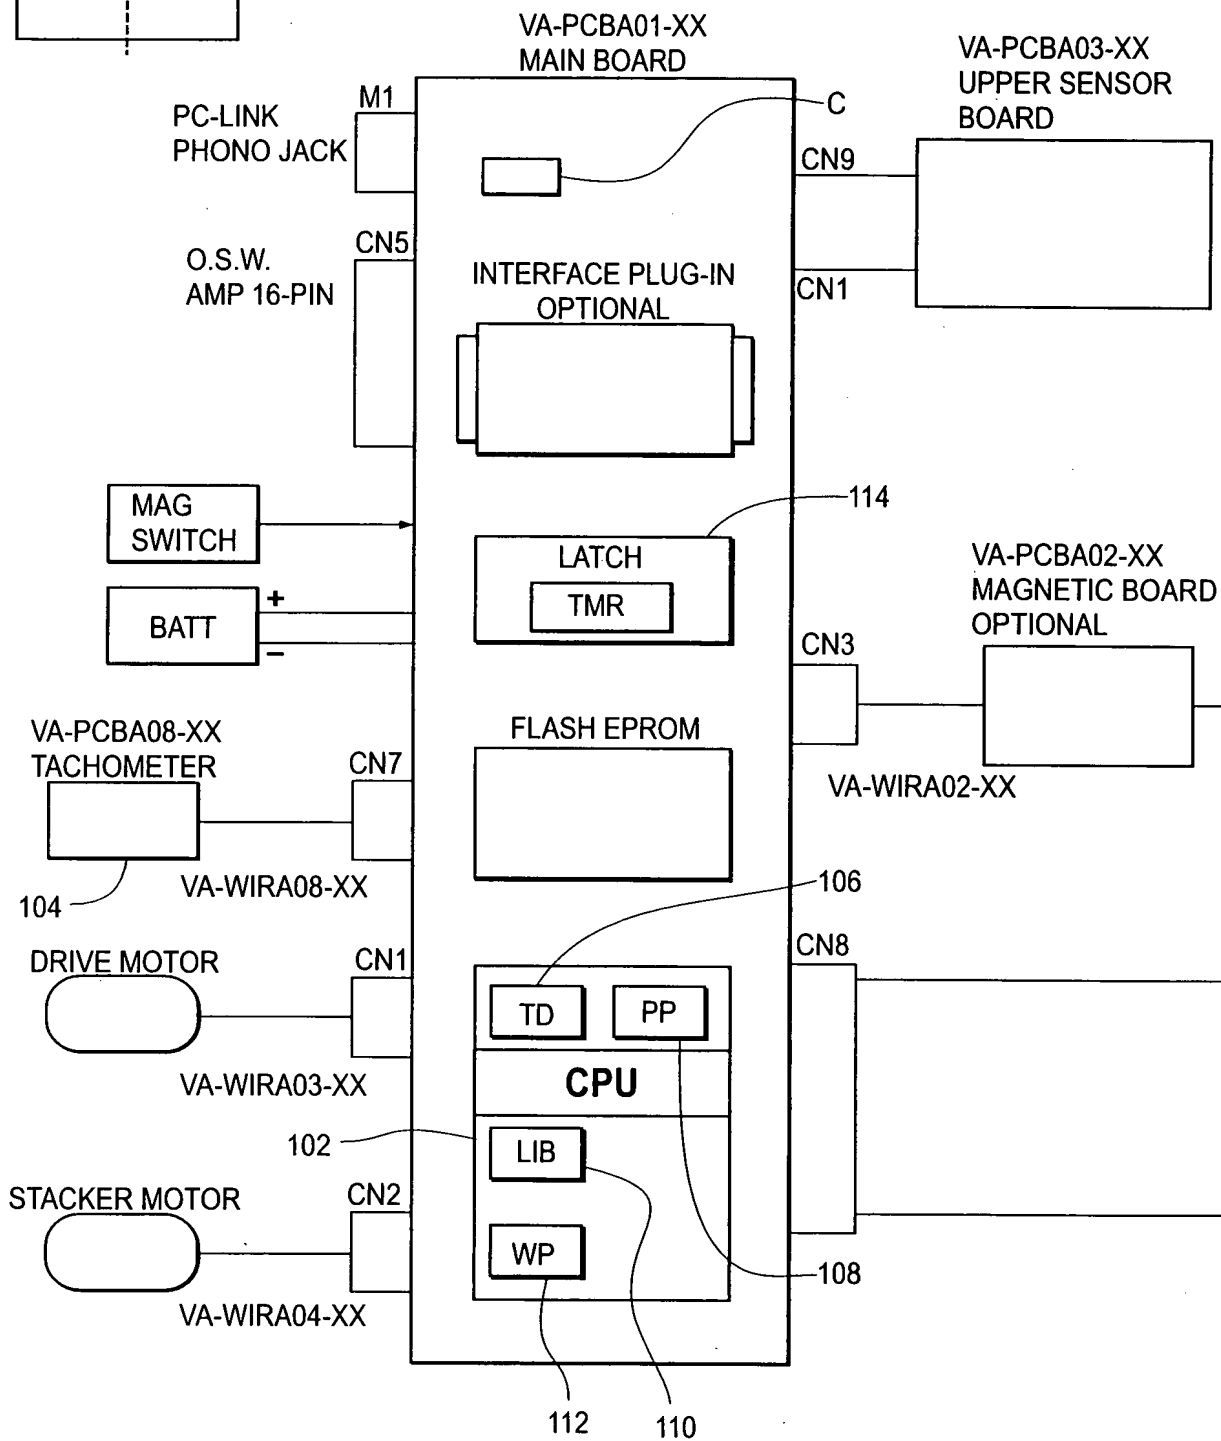 VA-PCBA01-XX
MAIN BOARD
VA-PCBA03-XX
UPPER SENSOR
BOARD
M1
PC-LINK
PHONO JACK
C
CN9
CN5
O.S.W.
AMP 16-PIN
INTERFACE PLUG-IN
OPTIONAL
CN1
MAG
SWITCH
114
LATCH
TMR
BATT
+
–
VA-PCBA02-XX
MAGNETIC BOARD
OPTIONAL
CN3
VA-WIRA02-XX
VA-PCBA08-XX
TACHOMETER
CN7
FLASH EPROM
VA-WIRA08-XX
104
106
DRIVE MOTOR
CN1
CN8
TD
PP
VA-WIRA03-XX
CPU
102
LIB
STACKER MOTOR
CN2
WP
108
VA-WIRA04-XX
112
110